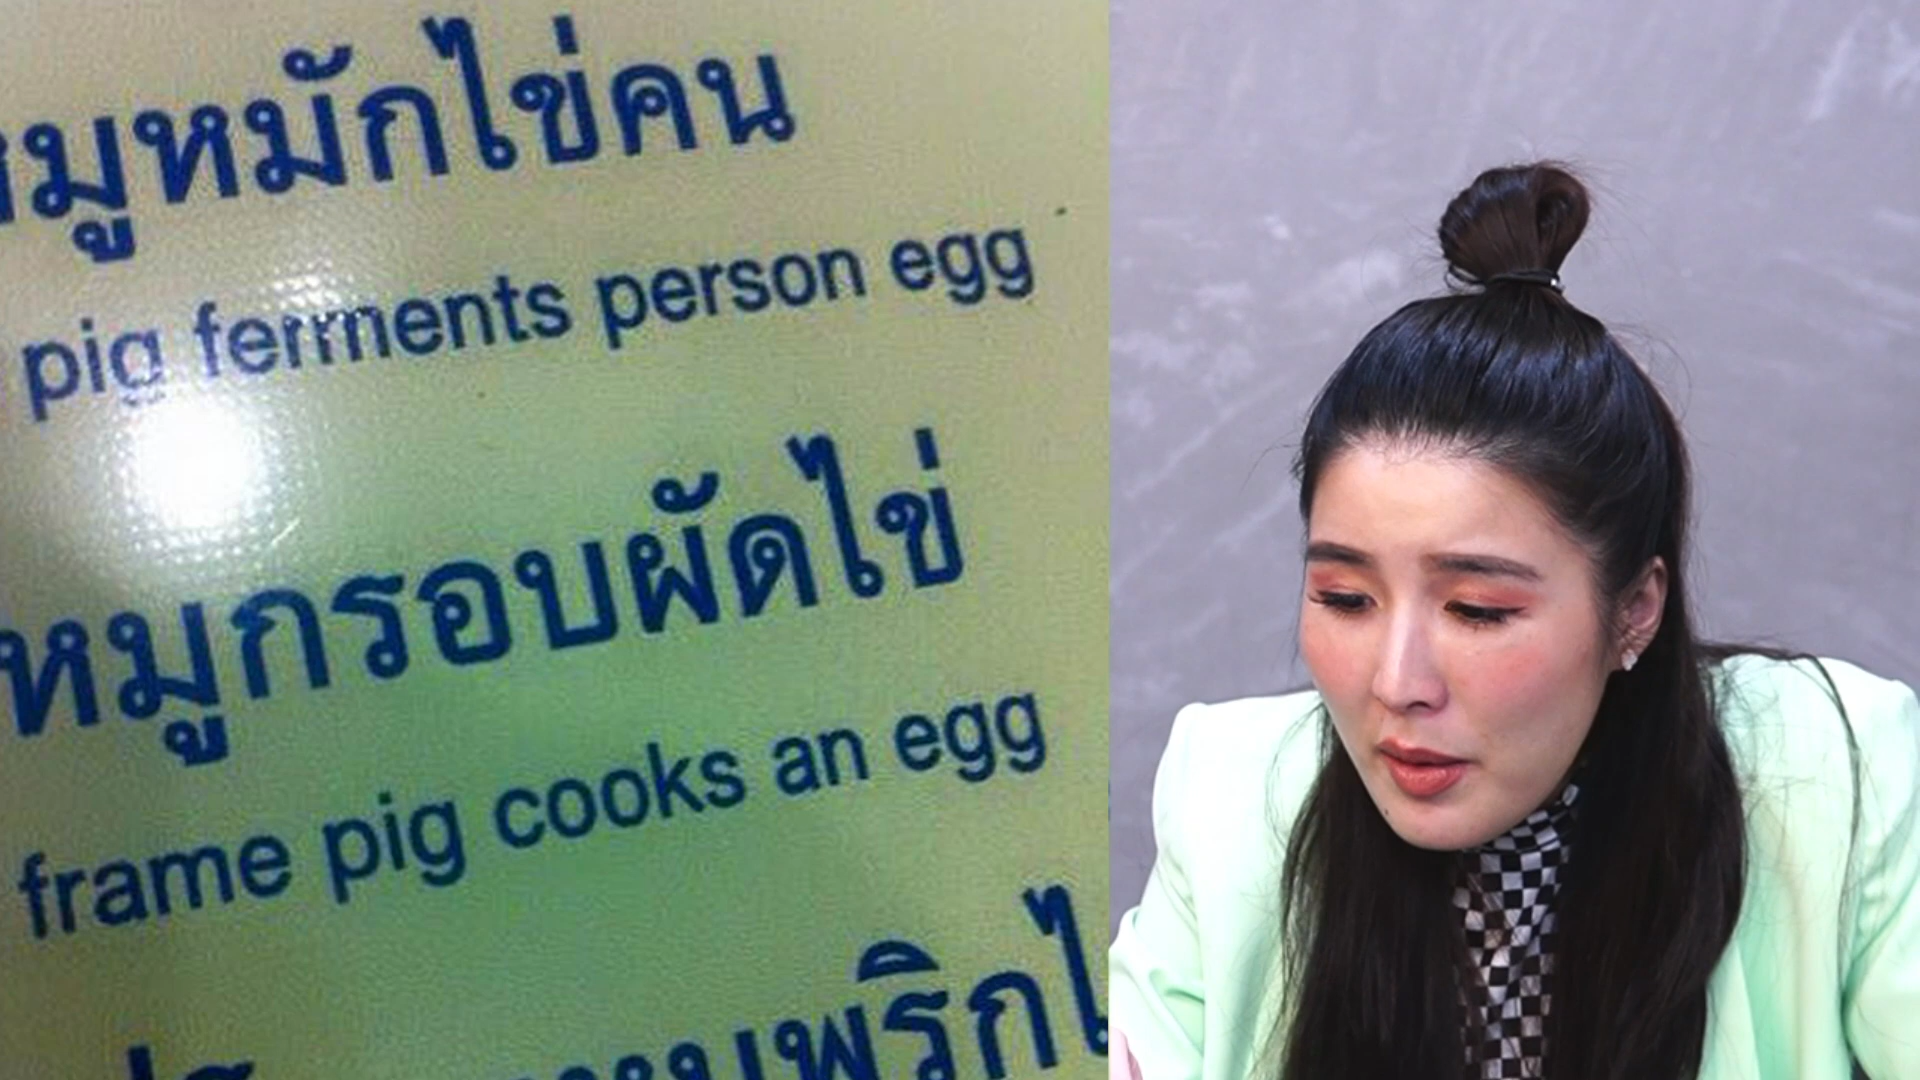 หมูหมักไข่คน
pig ferments person egg
หมูกรอบผัดไข่
frame pig cooks an egg